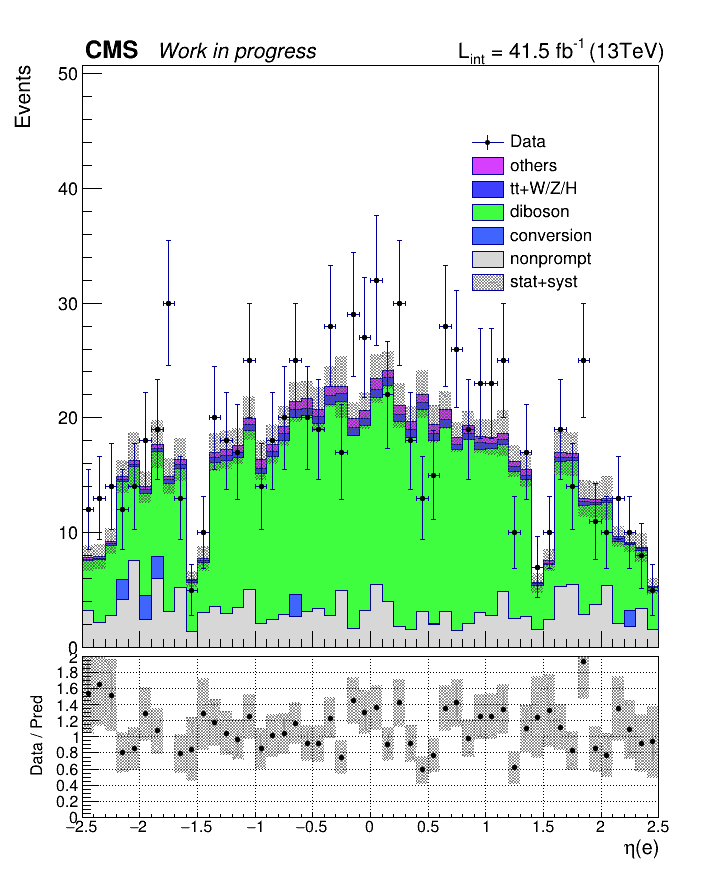 CMS Work in progress L_int = 41.5 fb^-1 (13TeV)
Events
50
40
30
20
10
0
Data
others
tt+W/Z/H
diboson
conversion
nonprompt
stat+syst
Data / Pred
2
1.8
1.6
1.4
1.2
1
0.8
0.6
0.4
0.2
0
−2.5 −2 −1.5 −1 −0.5 0 0.5 1 1.5 2 2.5
η(e)